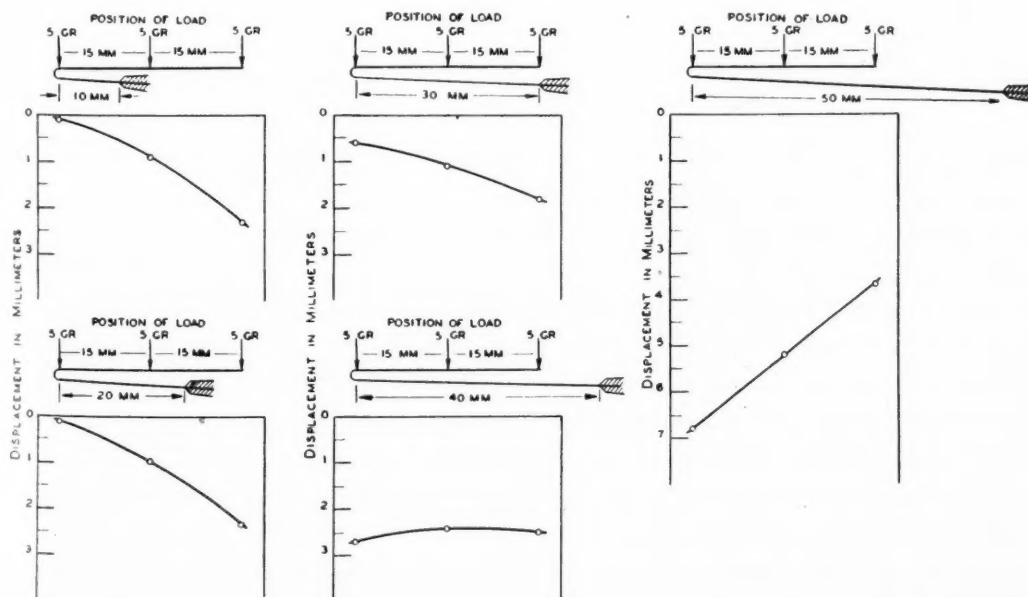 POSITION OF LOAD
5 GR 5 GR 5 GR
15 MM 15 MM
10 MM
0
1
2
3
POSITION OF LOAD
5 GR 5 GR 5 GR
15 MM 15 MM
20 MM
0
1
2
3
DISPLACEMENT IN MILLIMETERS
POSITION OF LOAD
5 GR 5 GR 5 GR
15 MM 15 MM
30 MM
0
1
2
3
POSITION OF LOAD
5 GR 5 GR 5 GR
15 MM 15 MM
40 MM
0
1
2
3
DISPLACEMENT IN MILLIMETERS
POSITION OF LOAD
5 GR 5 GR 5 GR
15 MM 15 MM
50 MM
0
1
2
3
4
5
6
7
DISPLACEMENT IN MILLIMETERS